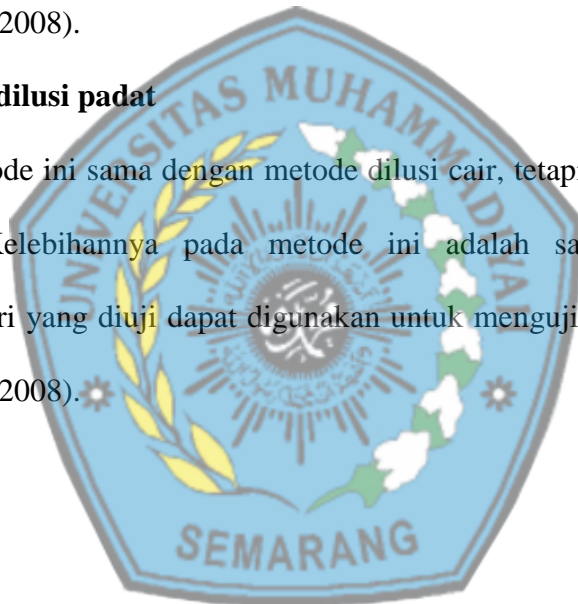 2008).
dilusi padat
ode ini sama dengan metode dilusi cair, tetapi
Kelebihannya pada metode ini adalah sa
ri yang diuji dapat digunakan untuk menguji
2008).
UNIVERSITAS MUHAMMADIYAH
SEMARANG